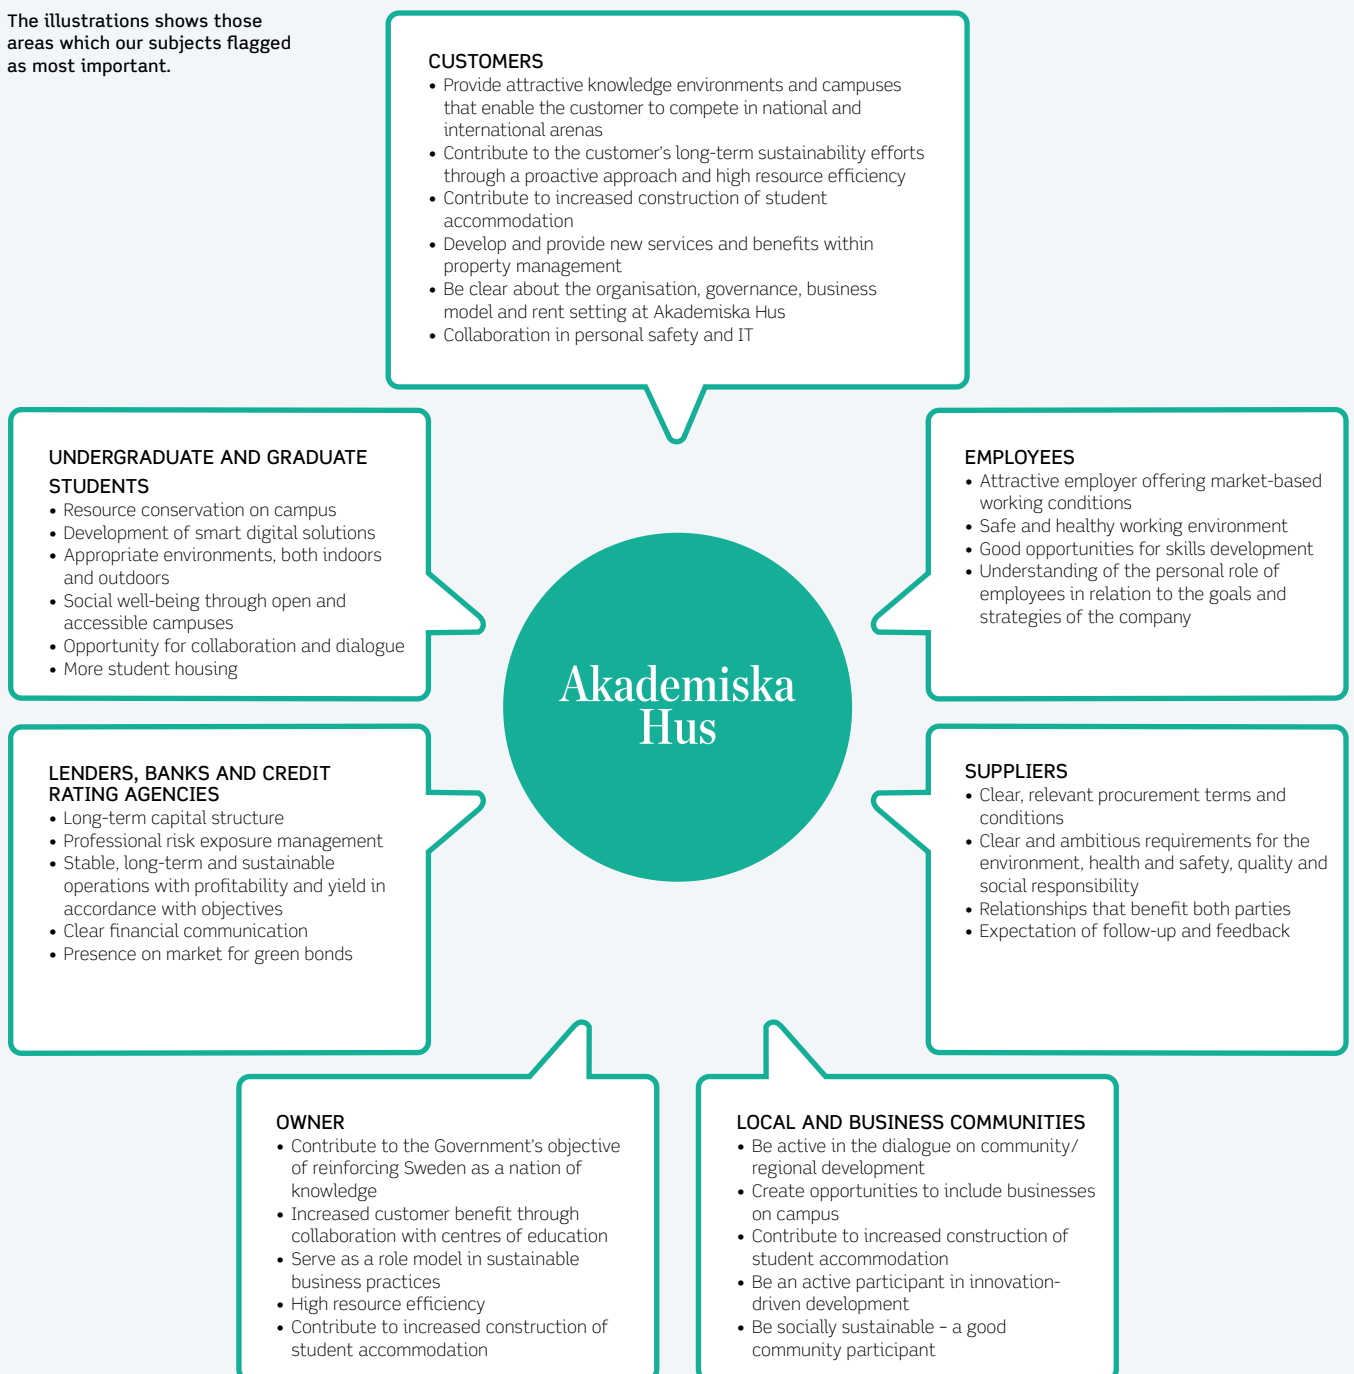 The illustrations shows those
areas which our subjects flagged
as most important.
CUSTOMERS
• Provide attractive knowledge environments and campuses
that enable the customer to compete in national and
international arenas
• Contribute to the customer's long-term sustainability efforts
through a proactive approach and high resource efficiency
• Contribute to increased construction of student
accommodation
• Develop and provide new services and benefits within
property management
• Be clear about the organisation, governance, business
model and rent setting at Akademiska Hus
• Collaboration in personal safety and IT
UNDERGRADUATE AND GRADUATE
STUDENTS
• Resource conservation on campus
• Development of smart digital solutions
• Appropriate environments, both indoors
and outdoors
• Social well-being through open and
accessible campuses
• Opportunity for collaboration and dialogue
• More student housing
EMPLOYEES
• Attractive employer offering market-based
working conditions
• Safe and healthy working environment
• Good opportunities for skills development
• Understanding of the personal role of
employees in relation to the goals and
strategies of the company
Akademiska
Hus
LENDERS, BANKS AND CREDIT
RATING AGENCIES
• Long-term capital structure
• Professional risk exposure management
• Stable, long-term and sustainable
operations with profitability and yield in
accordance with objectives
• Clear financial communication
• Presence on market for green bonds
SUPPLIERS
• Clear, relevant procurement terms and
conditions
• Clear and ambitious requirements for the
environment, health and safety, quality and
social responsibility
• Relationships that benefit both parties
• Expectation of follow-up and feedback
OWNER
• Contribute to the Government's objective
of reinforcing Sweden as a nation of
knowledge
• Increased customer benefit through
collaboration with centres of education
• Serve as a role model in sustainable
business practices
• High resource efficiency
• Contribute to increased construction of
student accommodation
LOCAL AND BUSINESS COMMUNITIES
• Be active in the dialogue on community/
regional development
• Create opportunities to include businesses
on campus
• Contribute to increased construction of
student accommodation
• Be an active participant in innovation-
driven development
• Be socially sustainable – a good
community participant